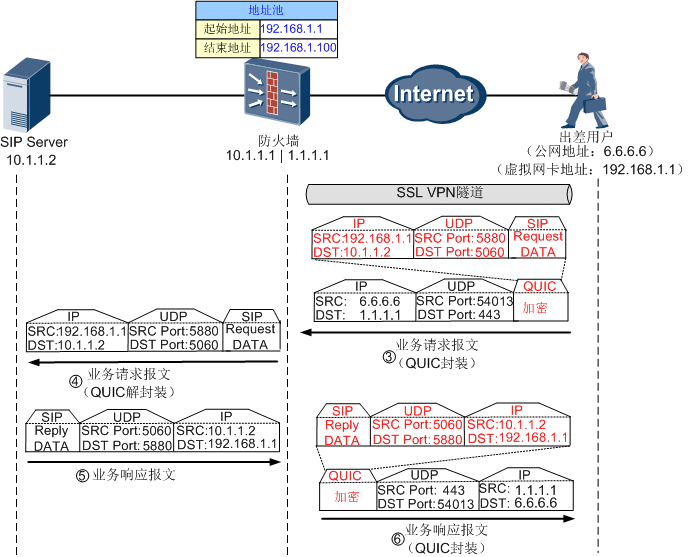 地址池
起始地址 192.168.1.1
结束地址 192.168.1.100
Internet
SIP Server
10.1.1.2
防火墙
10.1.1.1 | 1.1.1.1
出差用户
（公网地址：6.6.6.6）
（虚拟网卡地址：192.168.1.1）
SSL VPN隧道
IP UDP SIP
SRC:192.168.1.1 SRC Port:5880 Request
DST:10.1.1.2 DST Port:5060 DATA
IP UDP QUIC
SRC: 6.6.6.6 SRC Port:54013 加密
DST: 1.1.1.1 DST Port: 443
③业务请求报文
（QUIC封装）
IP UDP SIP
SRC:192.168.1.1 SRC Port:5880 Request
DST:10.1.1.2 DST Port:5060 DATA
④业务请求报文
（QUIC解封装）
SIP UDP IP
Reply SRC Port:5060 SRC:10.1.1.2
DATA DST Port:5880 DST:192.168.1.1
⑤业务响应报文
SIP UDP IP
Reply SRC Port:5060 SRC:10.1.1.2
DATA DST Port:5880 DST:192.168.1.1
QUIC UDP IP
加密 SRC Port: 443 SRC: 1.1.1.1
DST Port:54013 DST: 6.6.6.6
⑥业务响应报文
（QUIC封装）